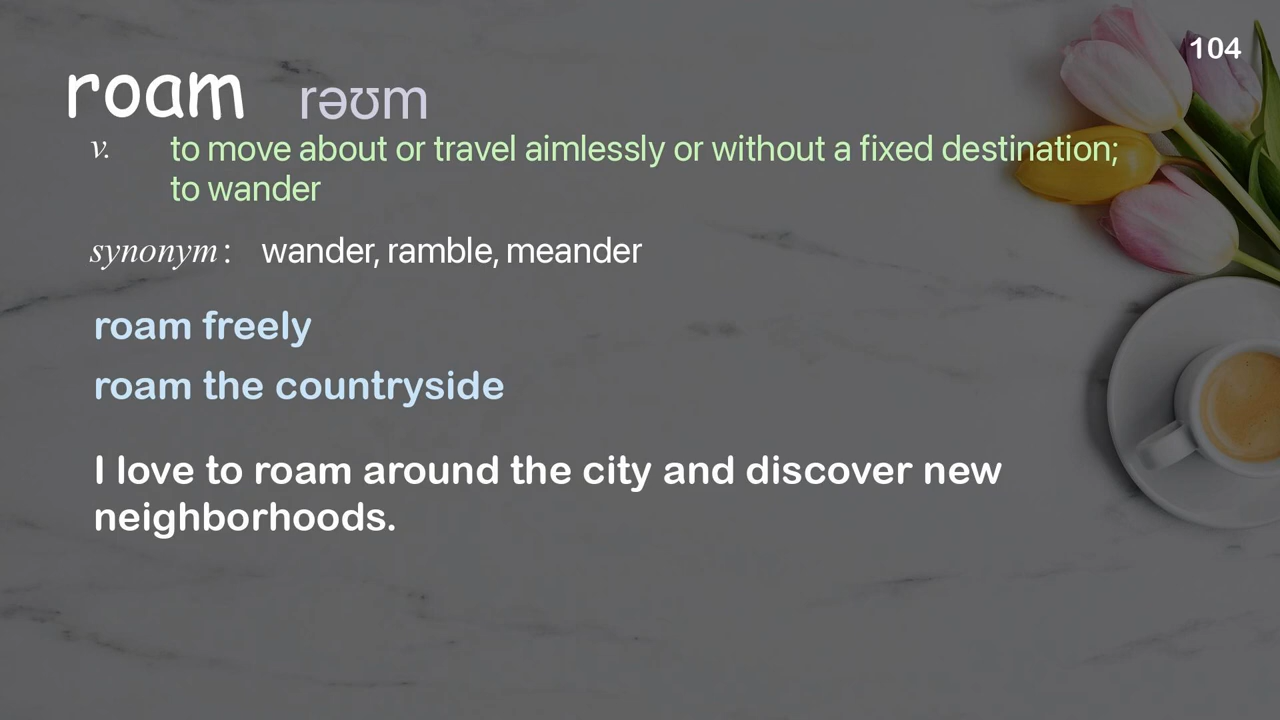 104
roam rəʊm
v. to move about or travel aimlessly or without a fixed destination;
to wander
synonym: wander, ramble, meander
roam freely
roam the countryside
I love to roam around the city and discover new
neighborhoods.